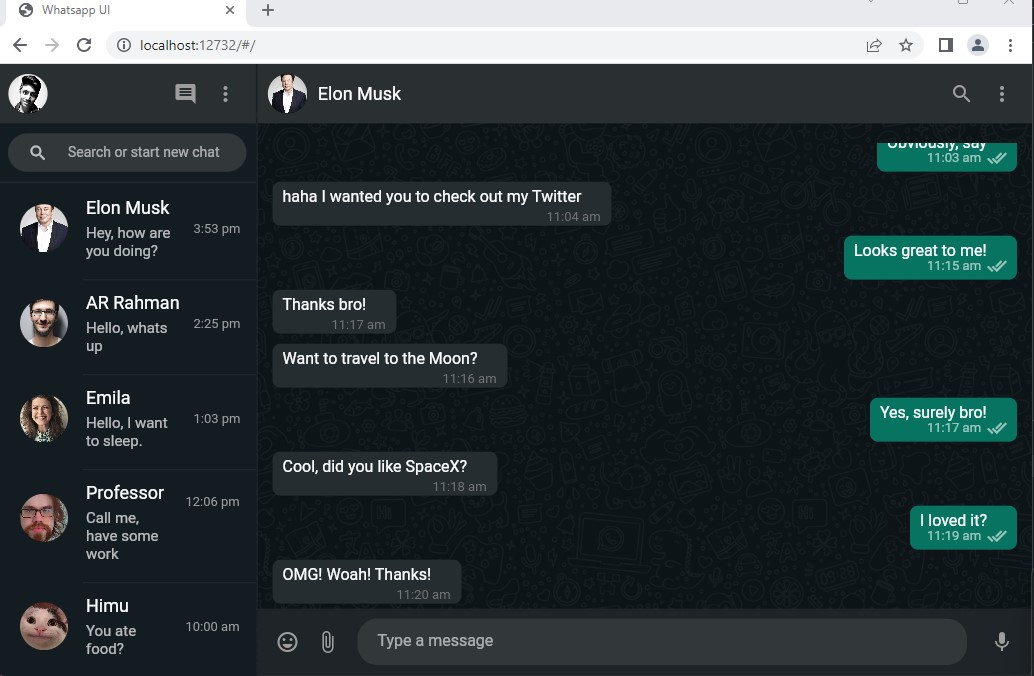 Whatsapp UI
localhost:12732/#/
Elon Musk
Search or start new chat
Elon Musk
Hey, how are
you doing?
3:53 pm
AR Rahman
Hello, whats
up
2:25 pm
Emila
Hello, I want
to sleep.
1:03 pm
Professor
Call me,
have some
work
12:06 pm
Himu
You ate
food?
10:00 am
Obviously, say
11:03 am
haha I wanted you to check out my Twitter
11:04 am
Looks great to me!
11:15 am
Thanks bro!
11:17 am
Want to travel to the Moon?
11:16 am
Yes, surely bro!
11:17 am
Cool, did you like SpaceX?
11:18 am
I loved it?
11:19 am
OMG! Woah! Thanks!
11:20 am
Type a message